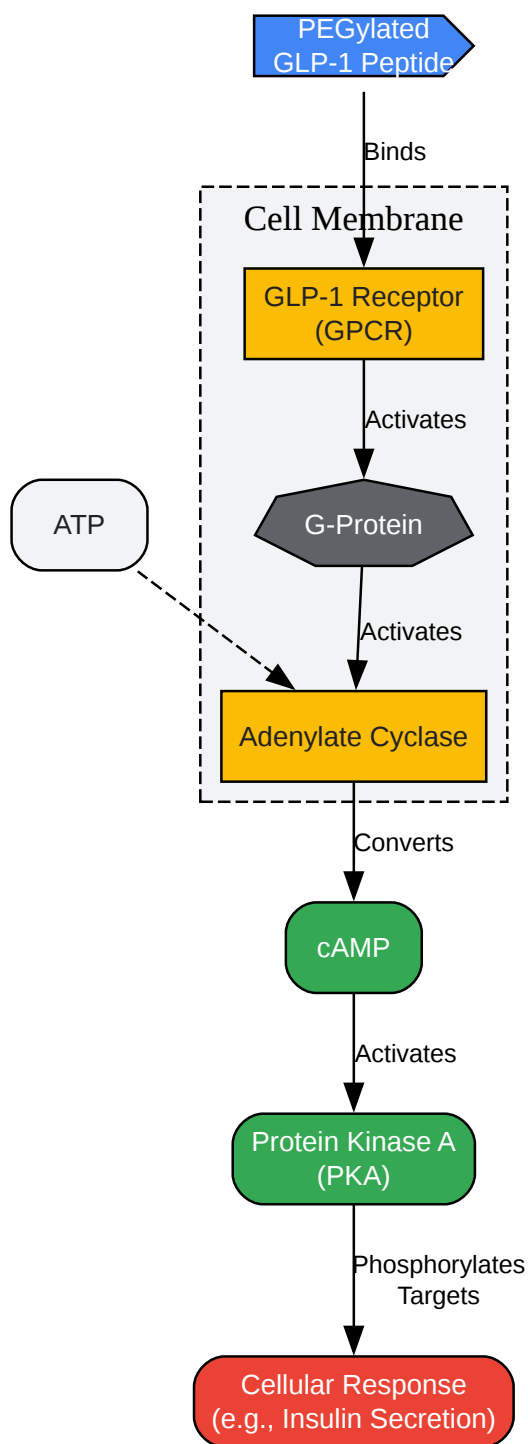 PEGylated
GLP-1 Peptide
Binds
Cell Membrane
GLP-1 Receptor
(GPCR)
Activates
ATP
G-Protein
Activates
Adenylate Cyclase
Converts
cAMP
Activates
Protein Kinase A
(PKA)
Phosphorylates
Targets
Cellular Response
(e.g., Insulin Secretion)